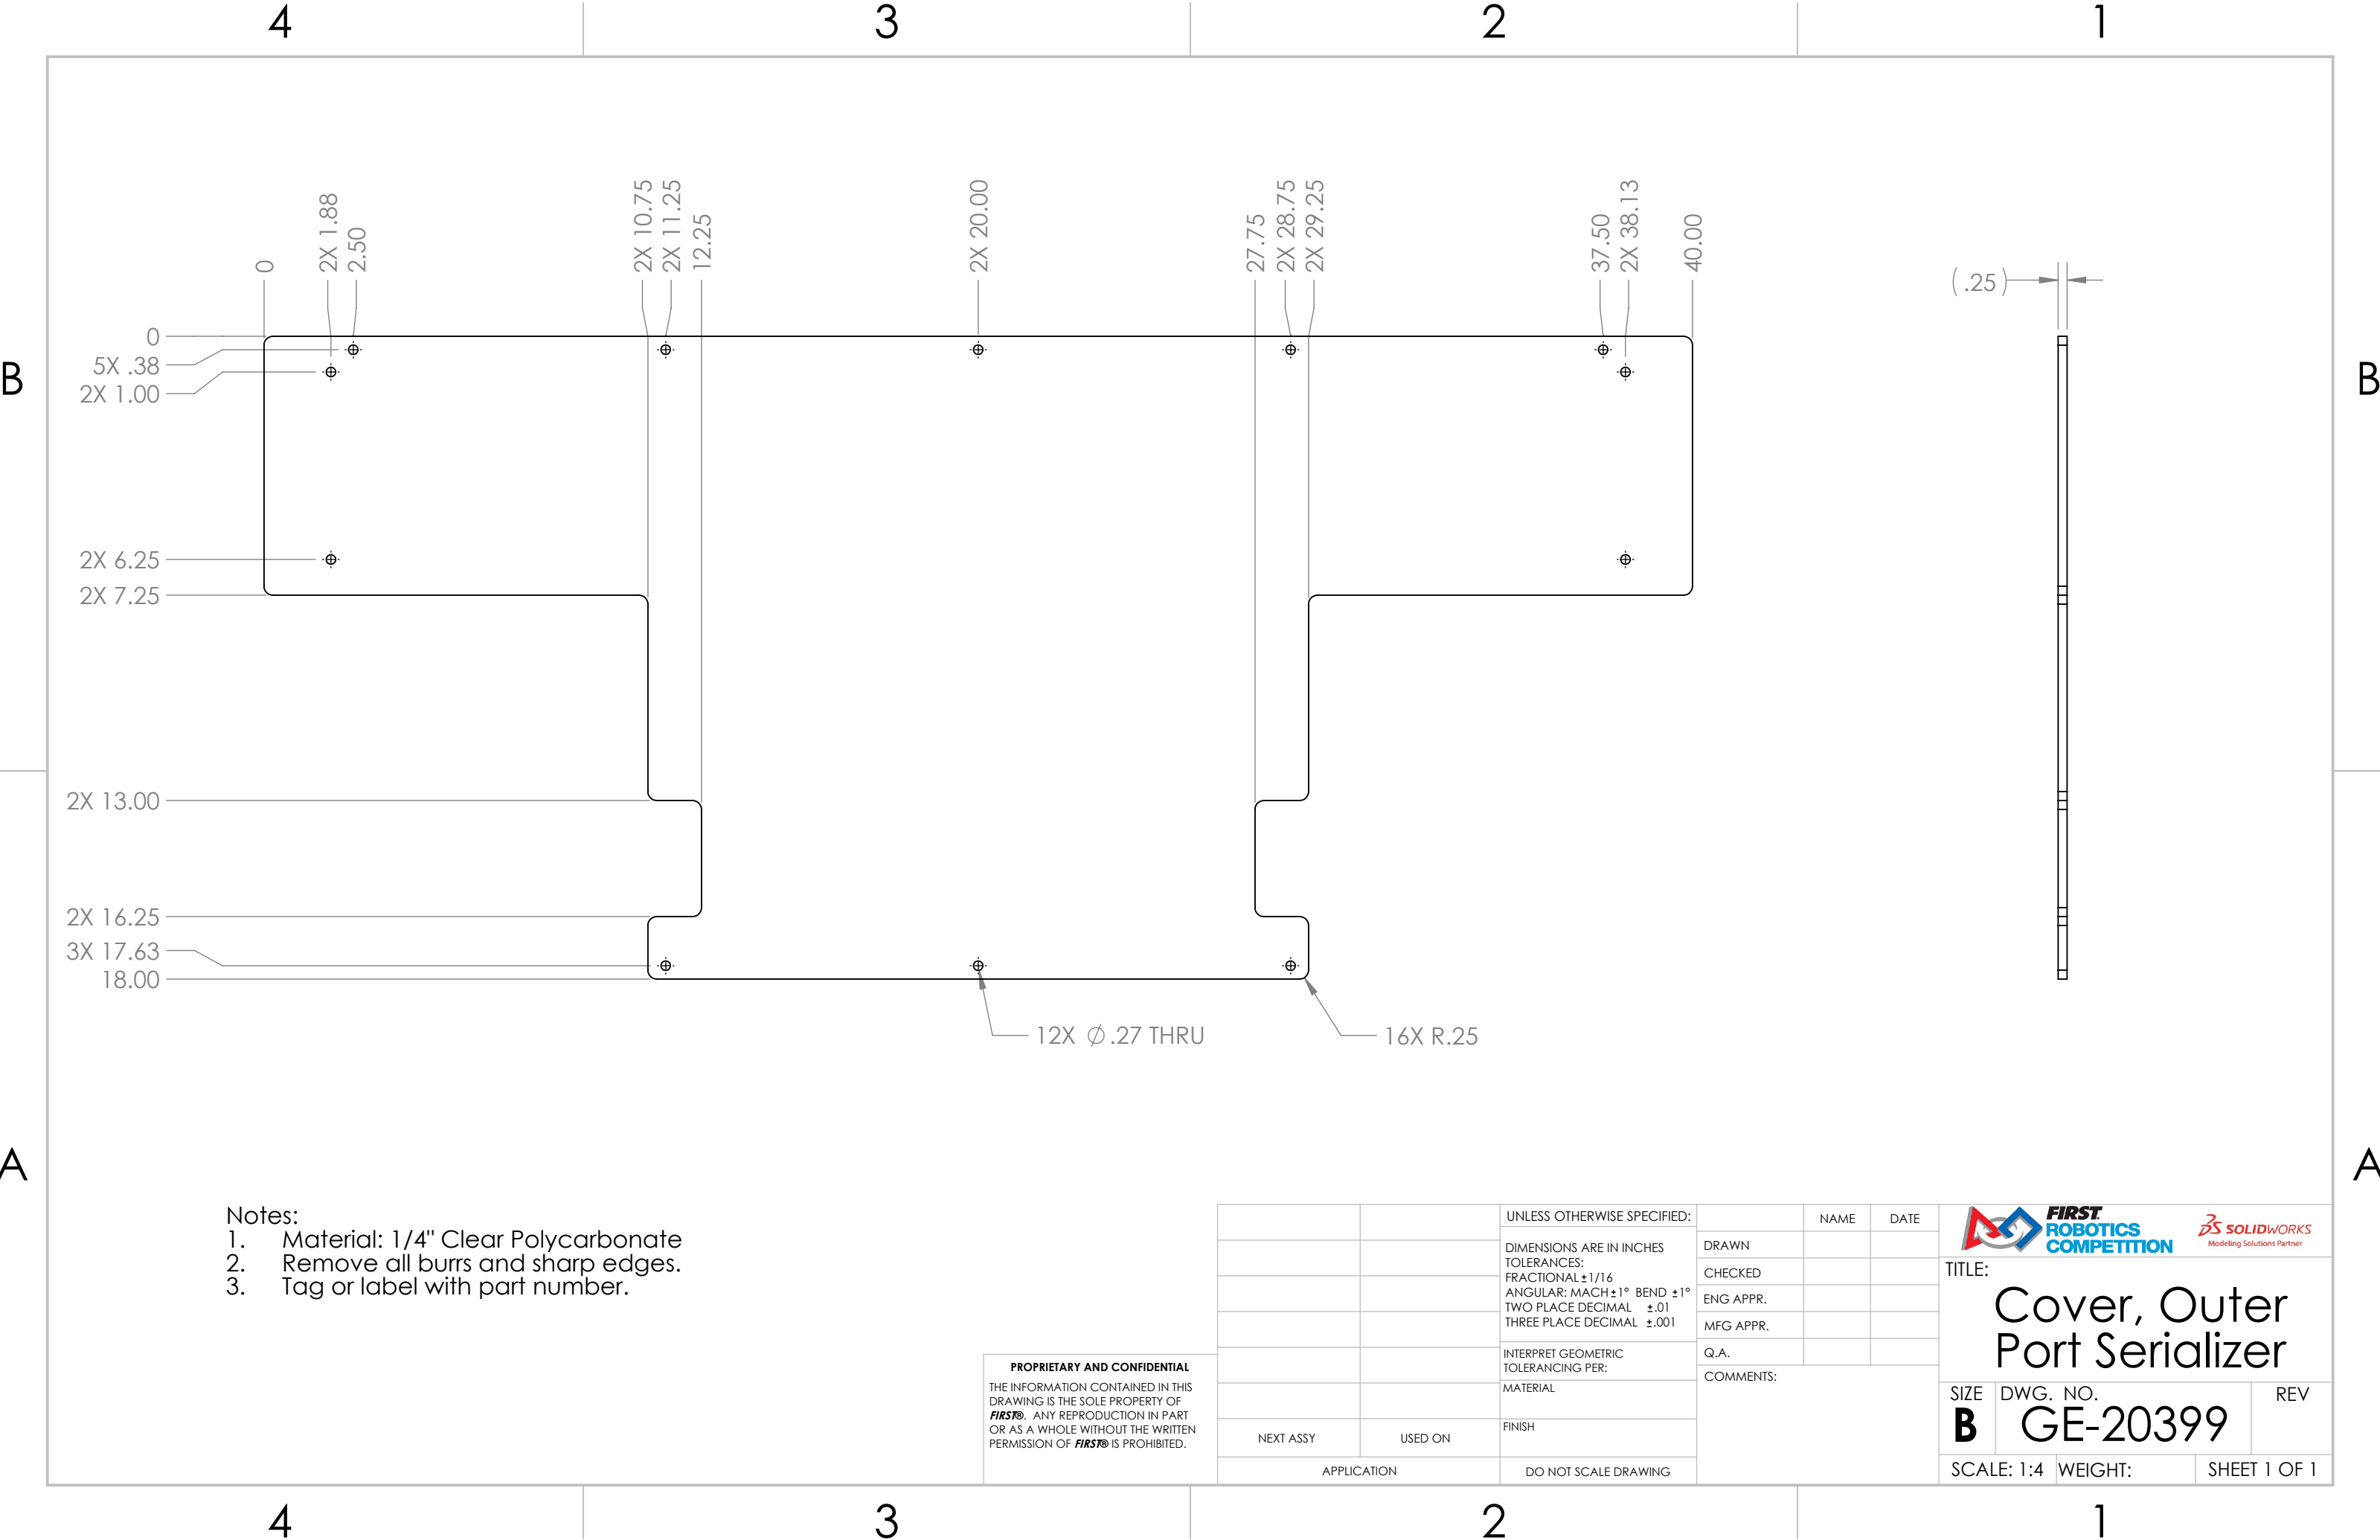 4 3 2 1
B B
A A
0
2X 1.88
2.50
2X 10.75
2X 11.25
12.25
2X 20.00
27.75
2X 28.75
2X 29.25
37.50
2X 38.13
40.00
( .25 )
0
5X .38
2X 1.00
2X 6.25
2X 7.25
2X 13.00
2X 16.25
3X 17.63
18.00
12X ∅ .27 THRU
16X R.25
Notes:
1. Material: 1/4" Clear Polycarbonate
2. Remove all burrs and sharp edges.
3. Tag or label with part number.
PROPRIETARY AND CONFIDENTIAL
THE INFORMATION CONTAINED IN THIS
DRAWING IS THE SOLE PROPERTY OF
FIRST®. ANY REPRODUCTION IN PART
OR AS A WHOLE WITHOUT THE WRITTEN
PERMISSION OF FIRST® IS PROHIBITED.
NEXT ASSY USED ON
APPLICATION
UNLESS OTHERWISE SPECIFIED:
DIMENSIONS ARE IN INCHES
TOLERANCES:
FRACTIONAL ±1/16
ANGULAR: MACH ±1° BEND ±1°
TWO PLACE DECIMAL ±.01
THREE PLACE DECIMAL ±.001
INTERPRET GEOMETRIC
TOLERANCING PER:
MATERIAL
FINISH
DO NOT SCALE DRAWING
NAME DATE
DRAWN
CHECKED
ENG APPR.
MFG APPR.
Q.A.
COMMENTS:
FIRST®
ROBOTICS
COMPETITION
SOLIDWORKS
Modeling Solutions Partner
TITLE:
Cover, Outer
Port Serializer
SIZE DWG. NO. REV
B GE-20399
SCALE: 1:4 WEIGHT: SHEET 1 OF 1
4 3 2 1